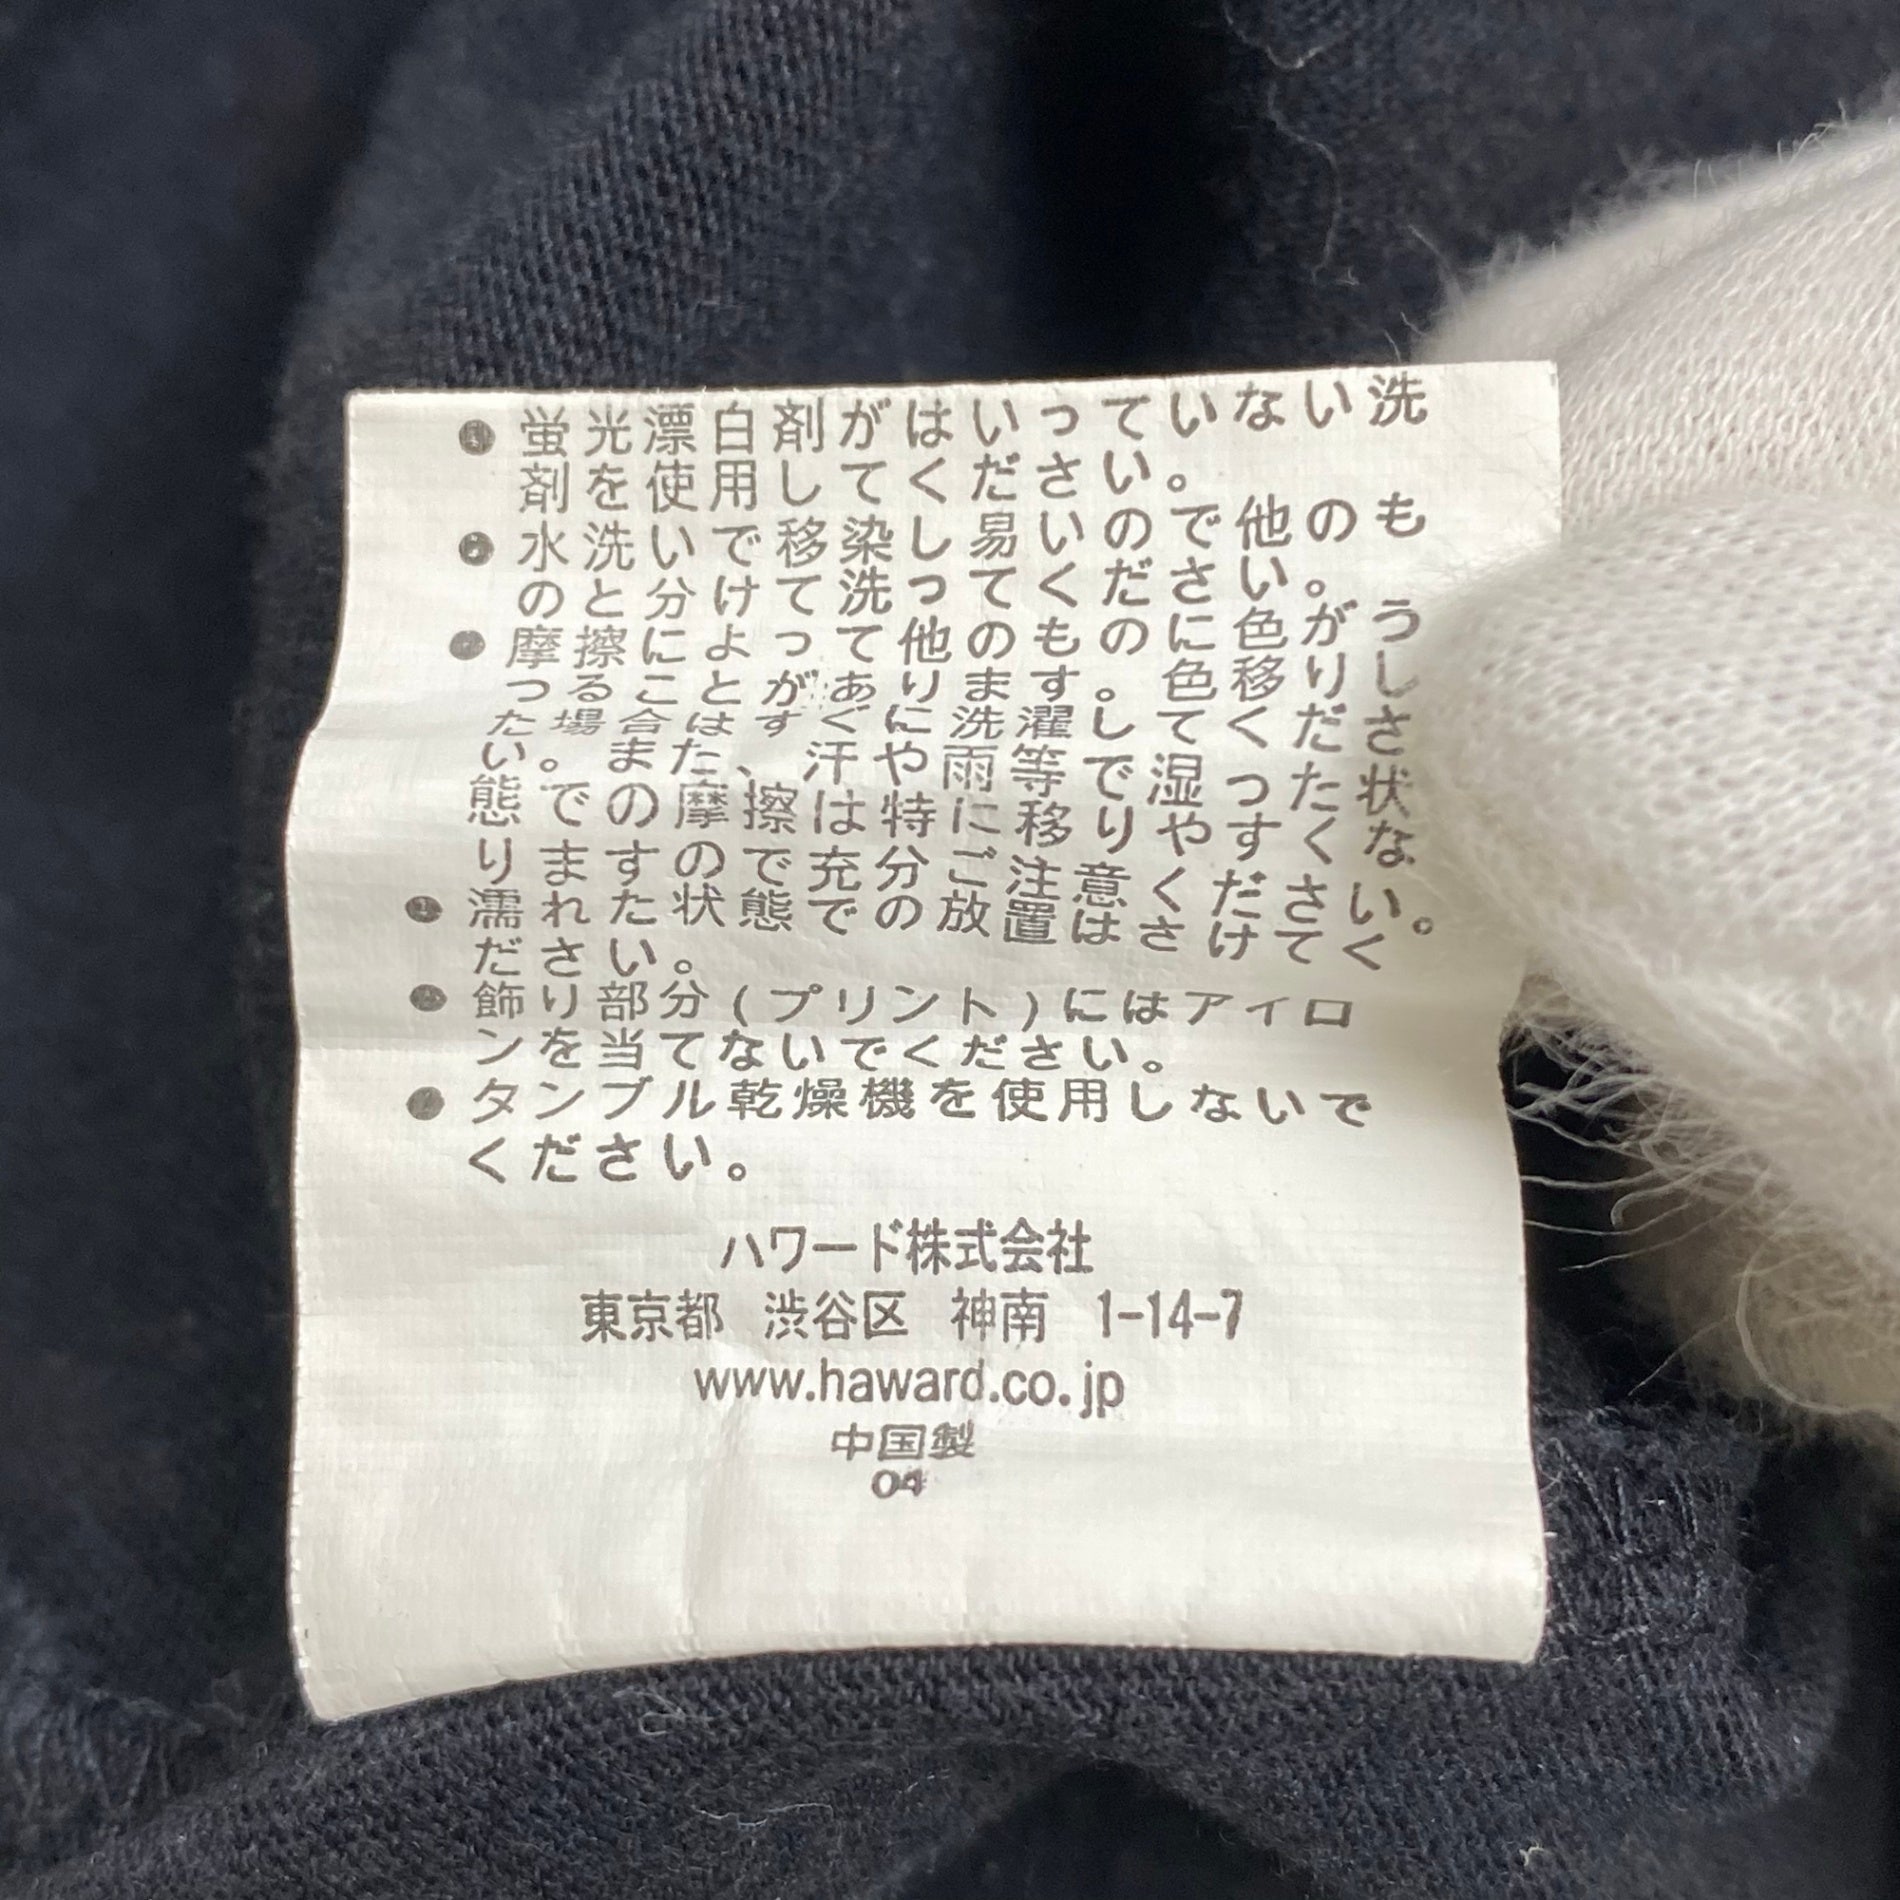 ● 蛍光漂白剤がはいっていない洗
剤を使用してください。
● 水洗いで移染し易いので他のも
のと分けて洗ってください。
● 摩擦によって他のものに色がう
つることがあります。色移りし
た場合はすぐに洗濯してくださ
い。また、汗や雨等で湿った状
態での摩擦は特に移りやすくな
りますので充分ご注意ください。
● 濡れた状態での放置はさけてく
ださい。
● 飾り部分(プリント)にはアイロ
ンを当てないでください。
● タンブル乾燥機を使用しないで
ください。
ハワード株式会社
東京都 渋谷区 神南 1-14-7
www.haward.co.jp
中国製
04